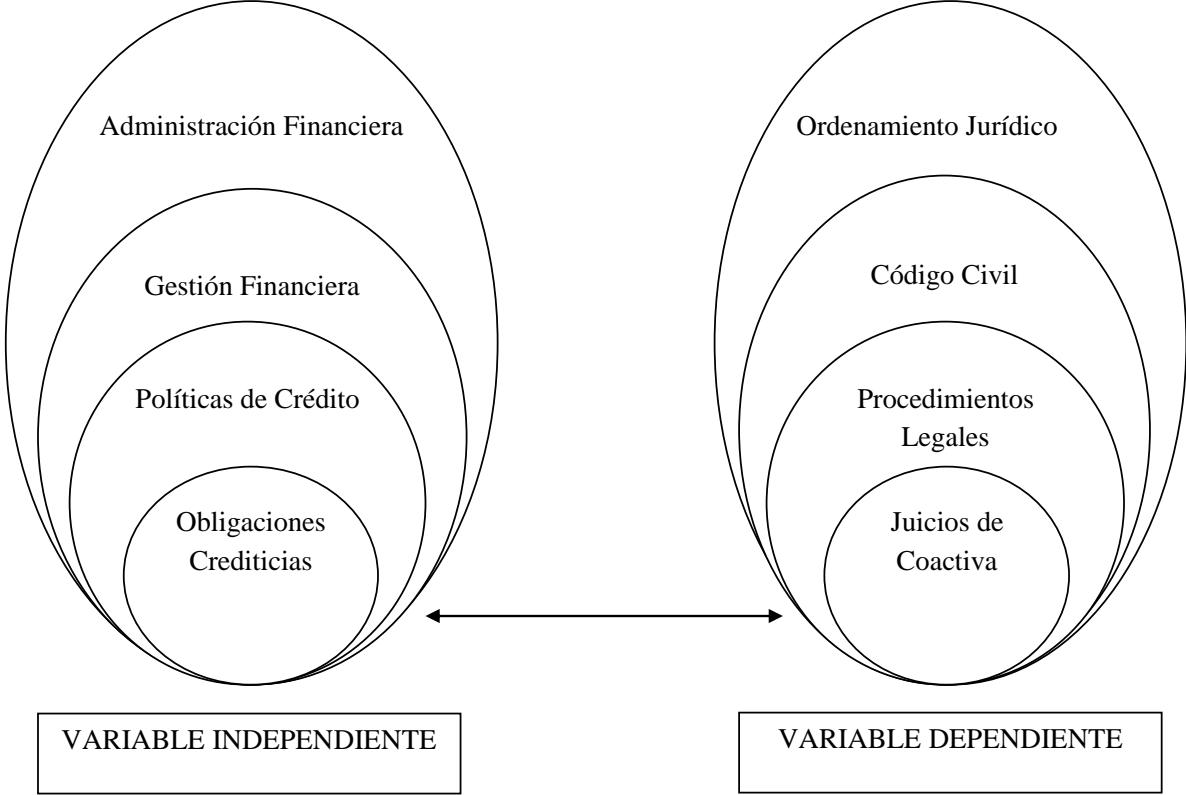 Administración Financiera
Gestión Financiera
Políticas de Crédito
Obligaciones
Crediticias
VARIABLE INDEPENDIENTE
Ordenamiento Jurídico
Código Civil
Procedimientos
Legales
Juicios de
Coactiva
VARIABLE DEPENDIENTE